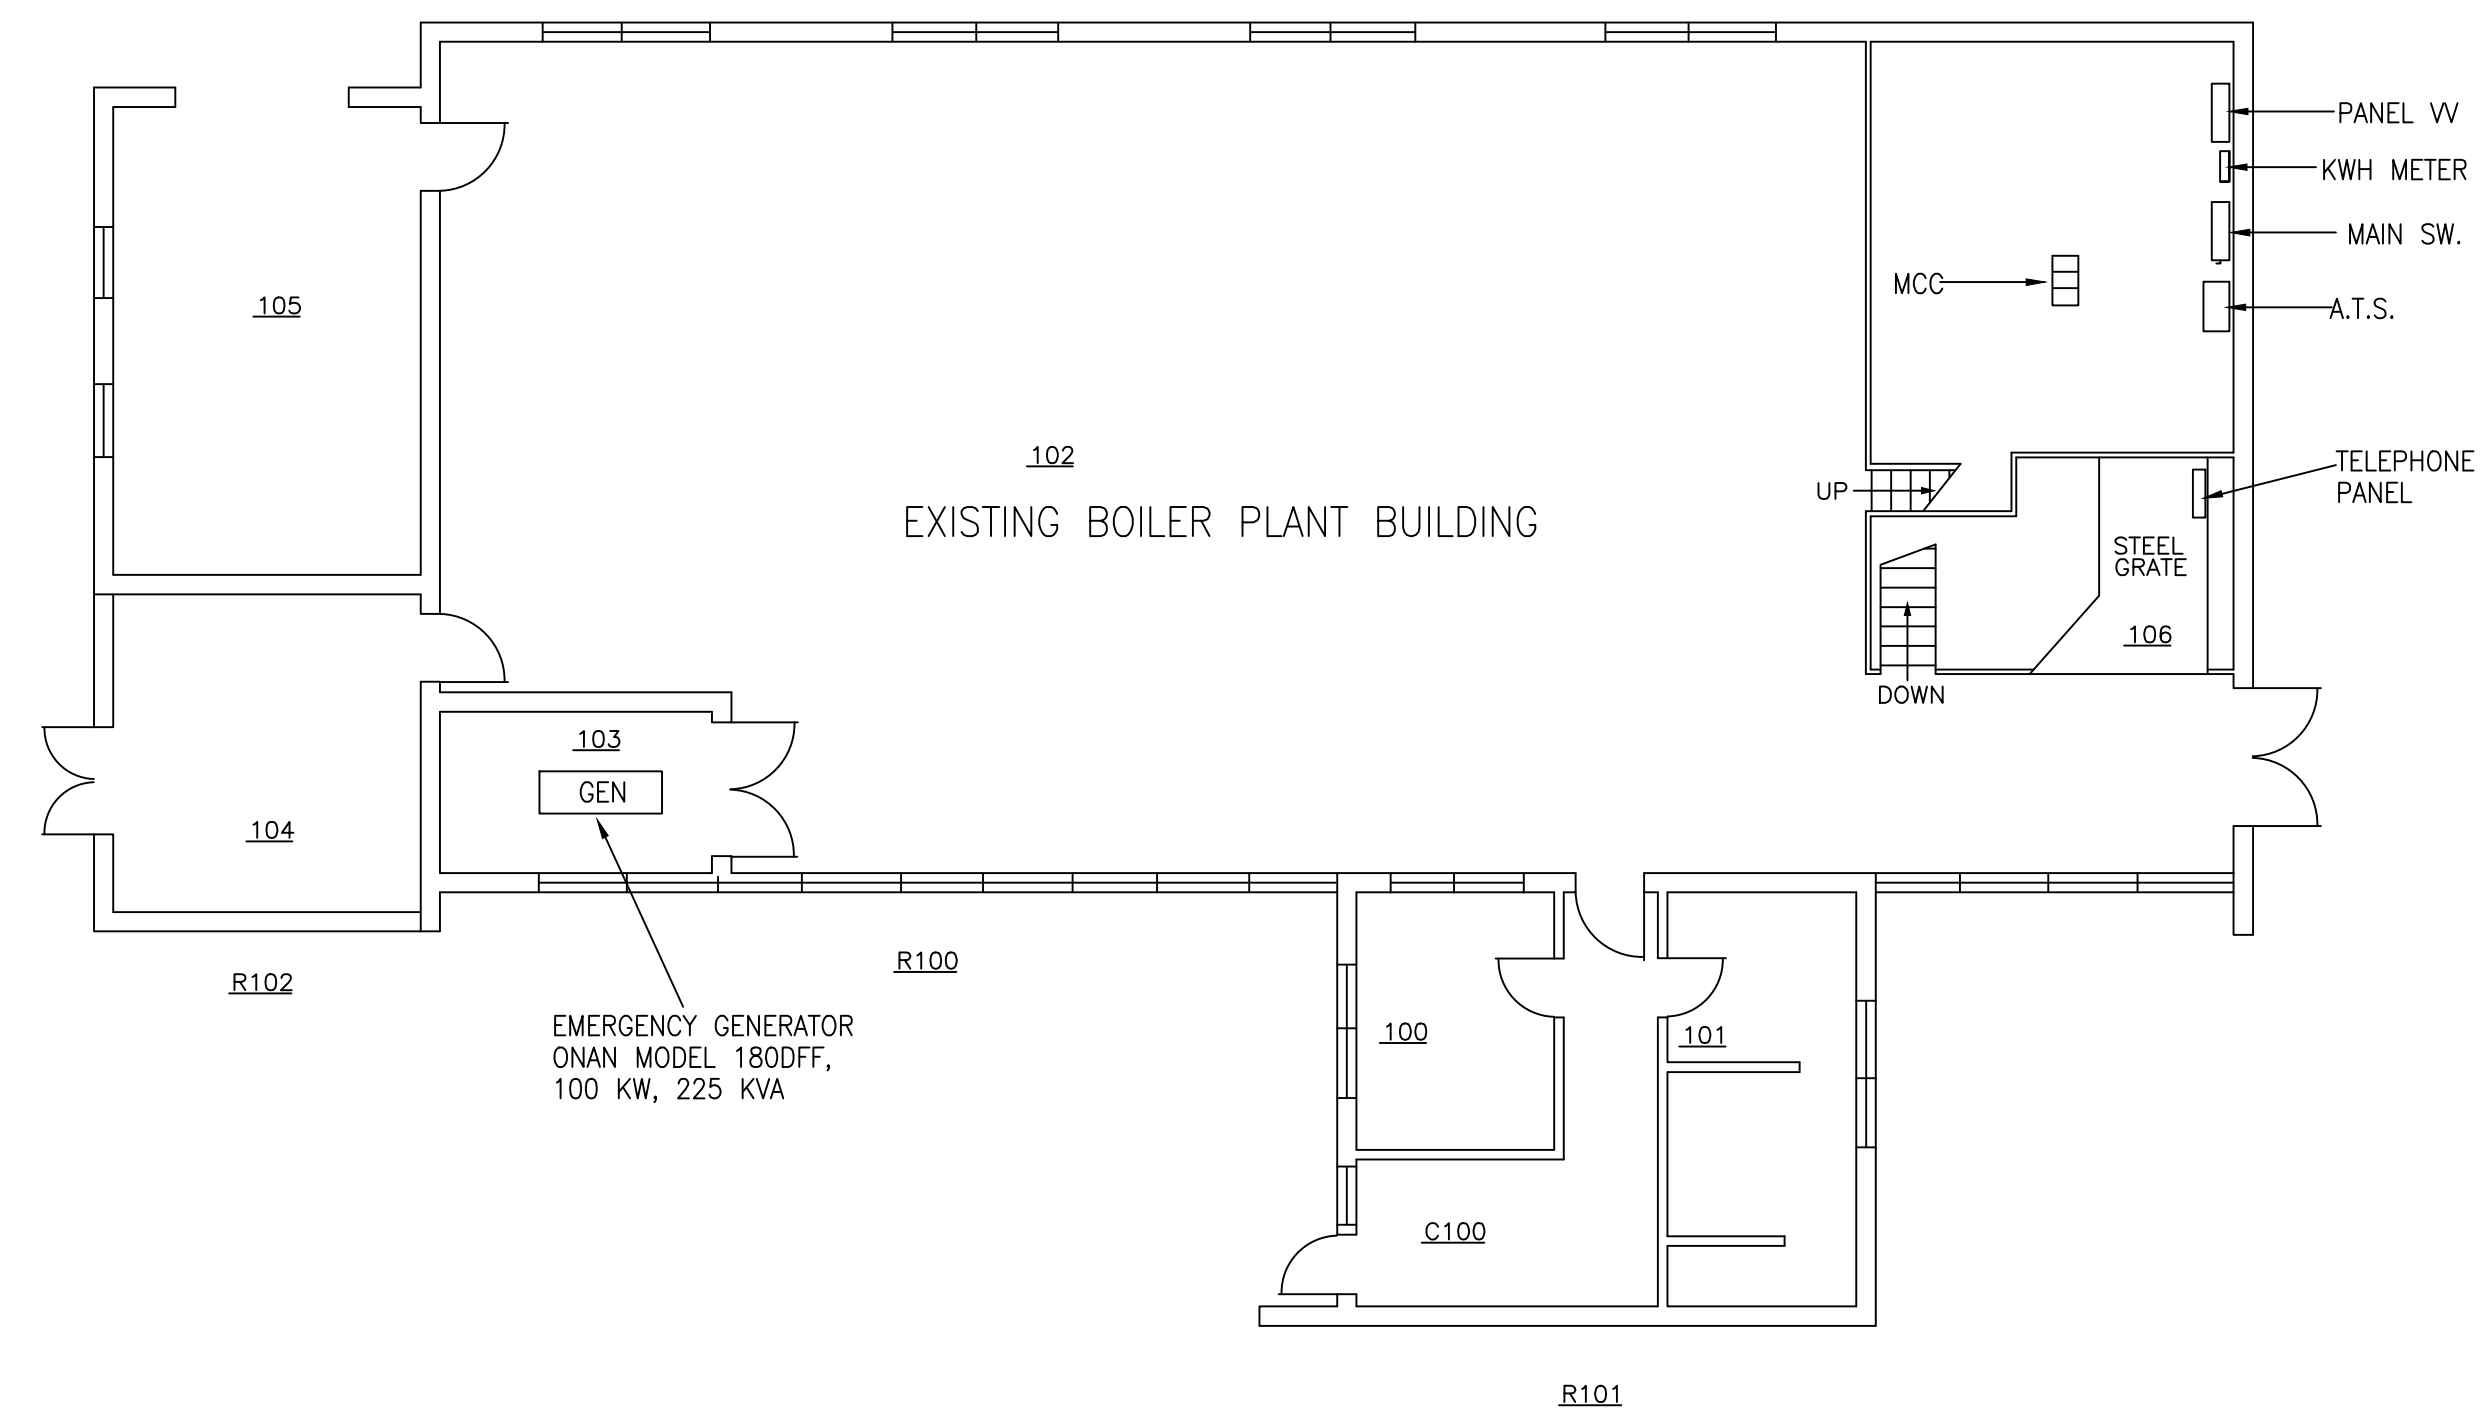 PANEL VV
KWH METER
MAIN SW.
MCC
A.T.S.
105
102
EXISTING BOILER PLANT BUILDING
UP
TELEPHONE
PANEL
STEEL
GRATE
106
DOWN
103
GEN
104
R102
R100
EMERGENCY GENERATOR
ONAN MODEL 180DFF,
100 KW, 225 KVA
100
101
C100
R101